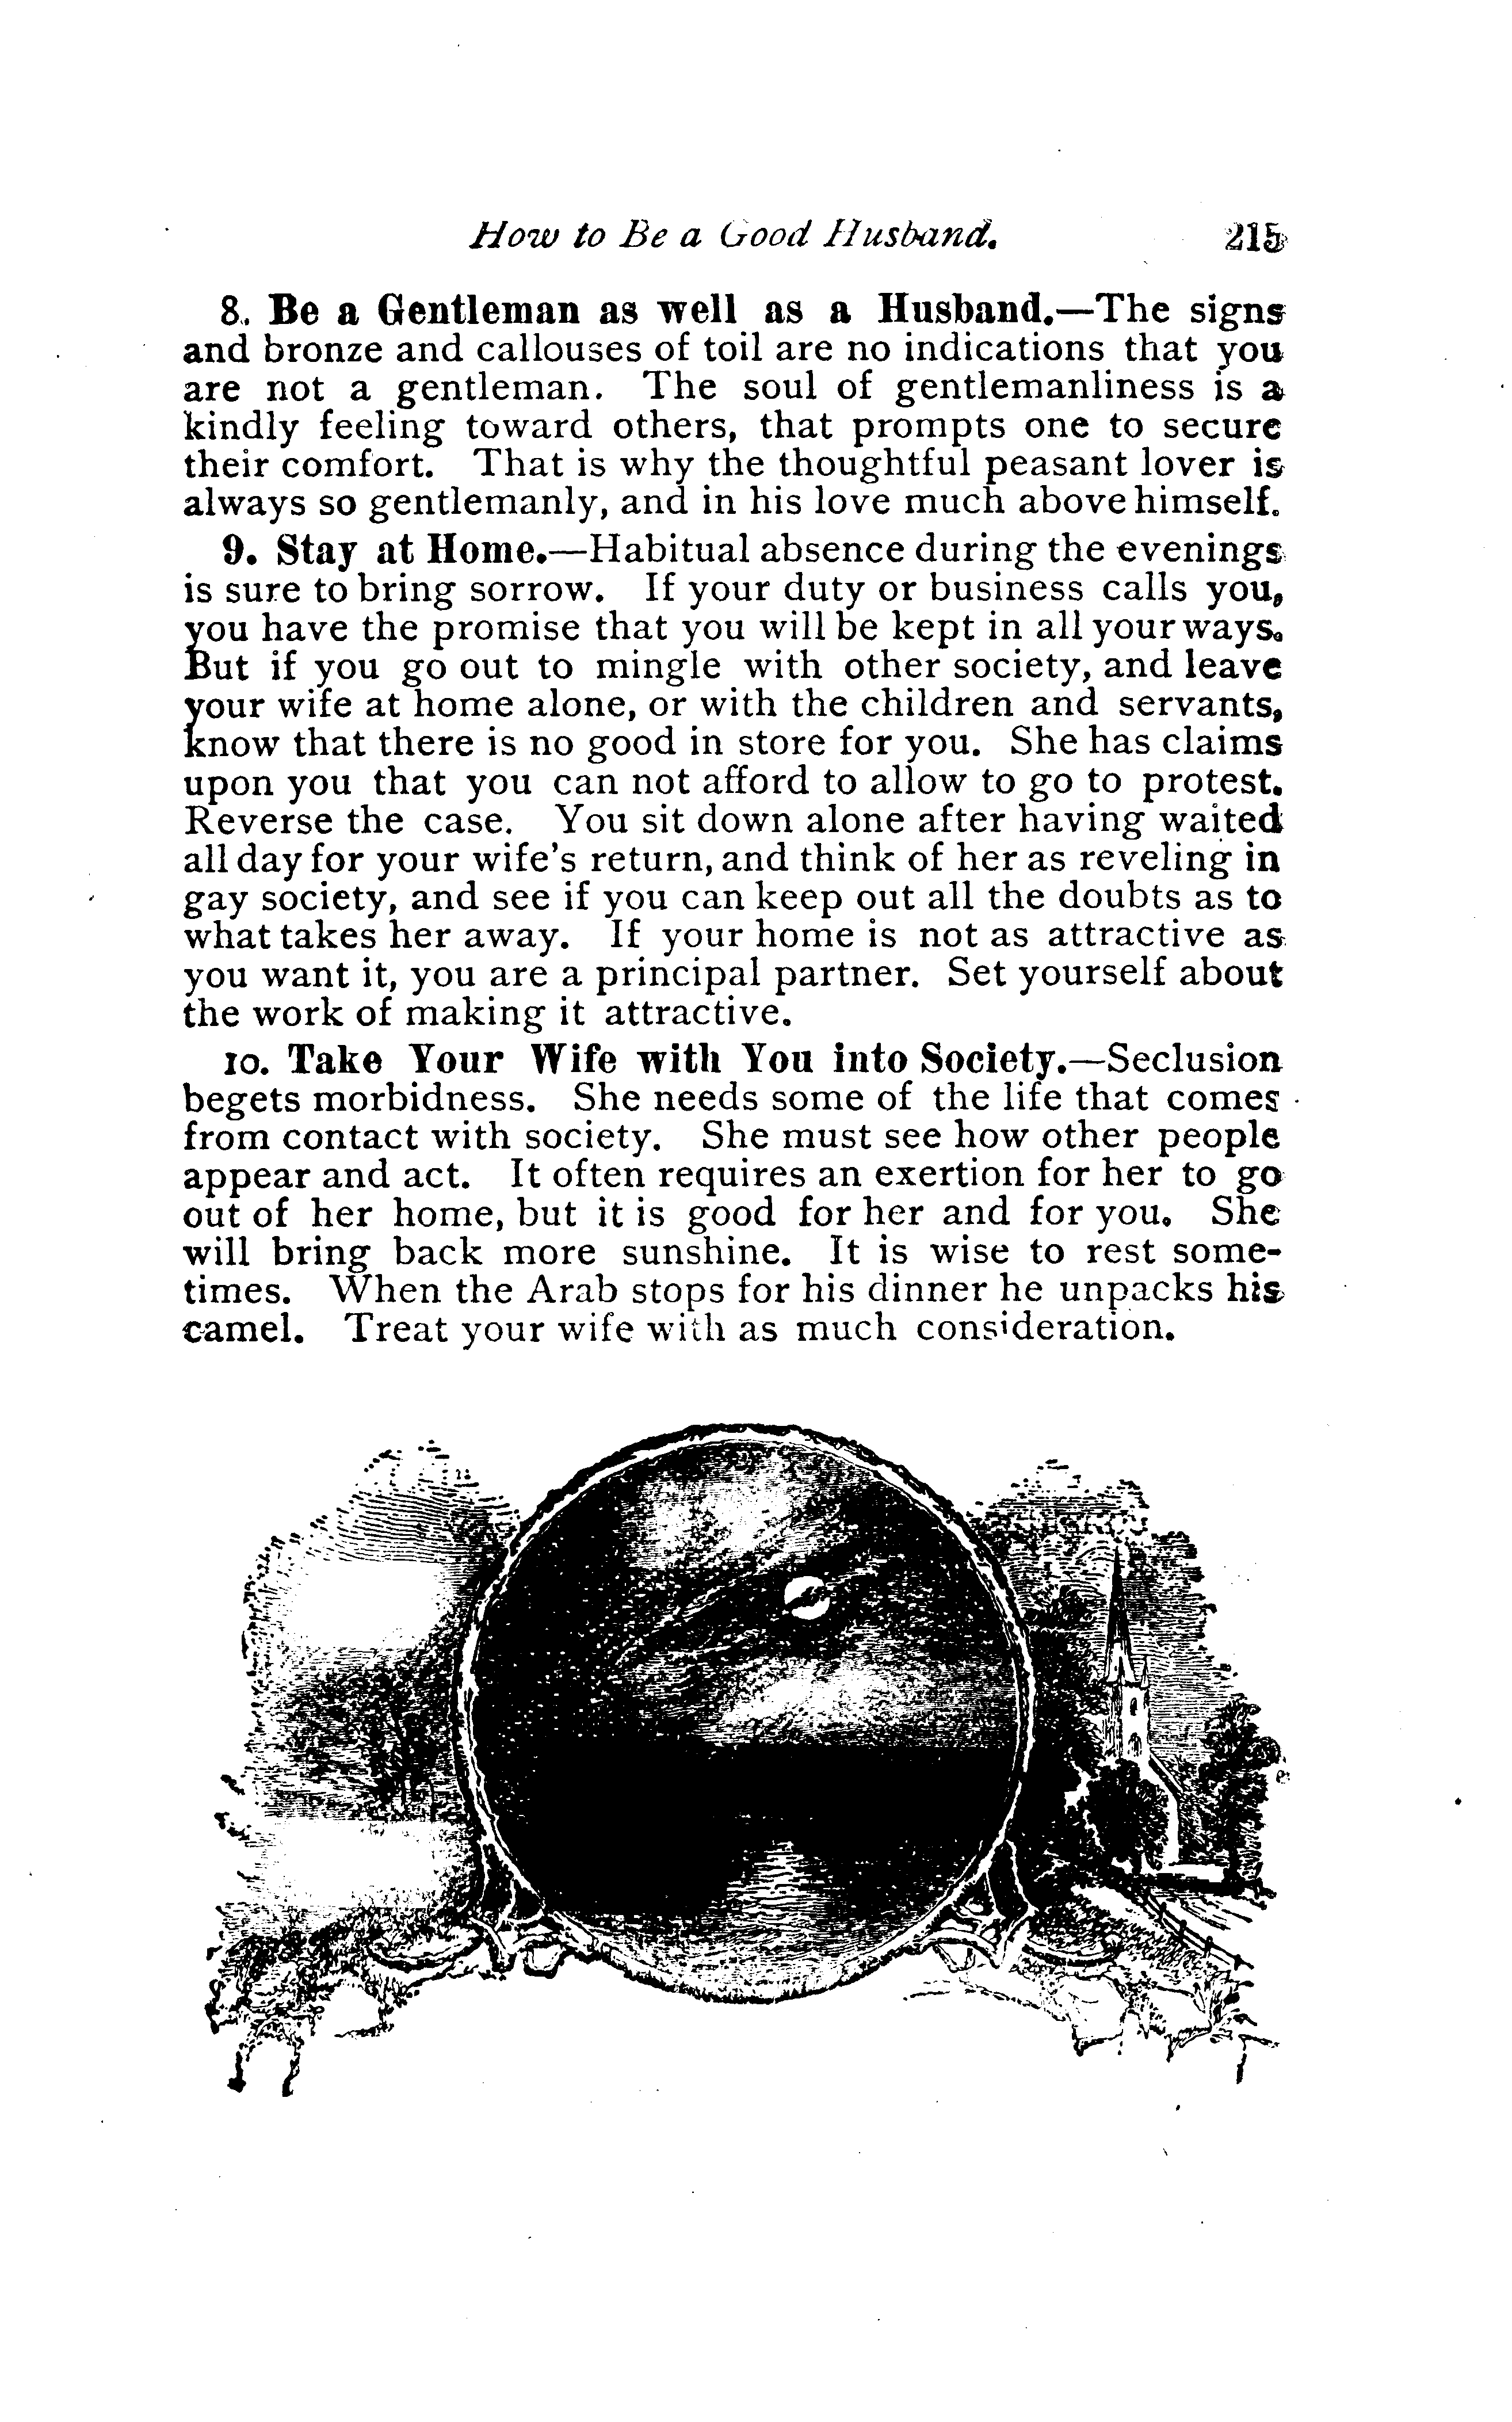 How to Be a Good Husband. 215
8. Be a Gentleman as well as a Husband.—The signs
and bronze and callouses of toil are no indications that you
are not a gentleman. The soul of gentlemanliness is a
kindly feeling toward others, that prompts one to secure
their comfort. That is why the thoughtful peasant lover is
always so gentlemanly, and in his love much above himself.
9. Stay at Home.—Habitual absence during the evenings
is sure to bring sorrow. If your duty or business calls you,
you have the promise that you will be kept in all your ways.
But if you go out to mingle with other society, and leave
your wife at home alone, or with the children and servants,
know that there is no good in store for you. She has claims
upon you that you can not afford to allow to go to protest.
Reverse the case. You sit down alone after having waited
all day for your wife's return, and think of her as reveling in
gay society, and see if you can keep out all the doubts as to
what takes her away. If your home is not as attractive as
you want it, you are a principal partner. Set yourself about
the work of making it attractive.
10. Take Your Wife with You into Society.—Seclusion
begets morbidness. She needs some of the life that comes
from contact with society. She must see how other people
appear and act. It often requires an exertion for her to go
out of her home, but it is good for her and for you. She
will bring back more sunshine. It is wise to rest some-
times. When the Arab stops for his dinner he unpacks his
camel. Treat your wife with as much consideration.